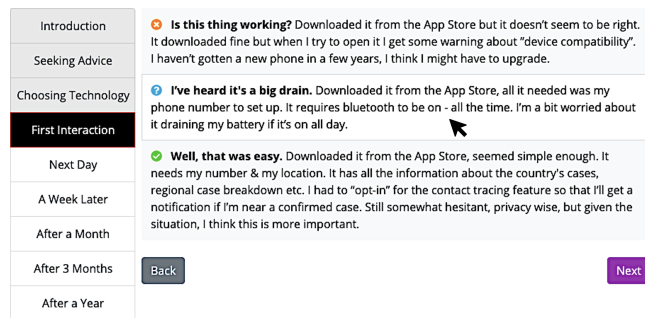 Introduction
Seeking Advice
Choosing Technology
First Interaction
Next Day
A Week Later
After a Month
After 3 Months
After a Year
Is this thing working? Downloaded it from the App Store but it doesn't seem to be right.
It downloaded fine but when I try to open it I get some warning about "device compatibility".
I haven't gotten a new phone in a few years, I think I might have to upgrade.
I've heard it's a big drain. Downloaded it from the App Store, all it needed was my
phone number to set up. It requires bluetooth to be on - all the time. I'm a bit worried about
it draining my battery if it's on all day.
Well, that was easy. Downloaded it from the App Store, seemed simple enough. It
needs my number & my location. It has all the information about the country's cases,
regional case breakdown etc. I had to "opt-in" for the contact tracing feature so that I'll get a
notification if I'm near a confirmed case. Still somewhat hesitant, privacy wise, but given the
situation, I think this is more important.
Back
Next